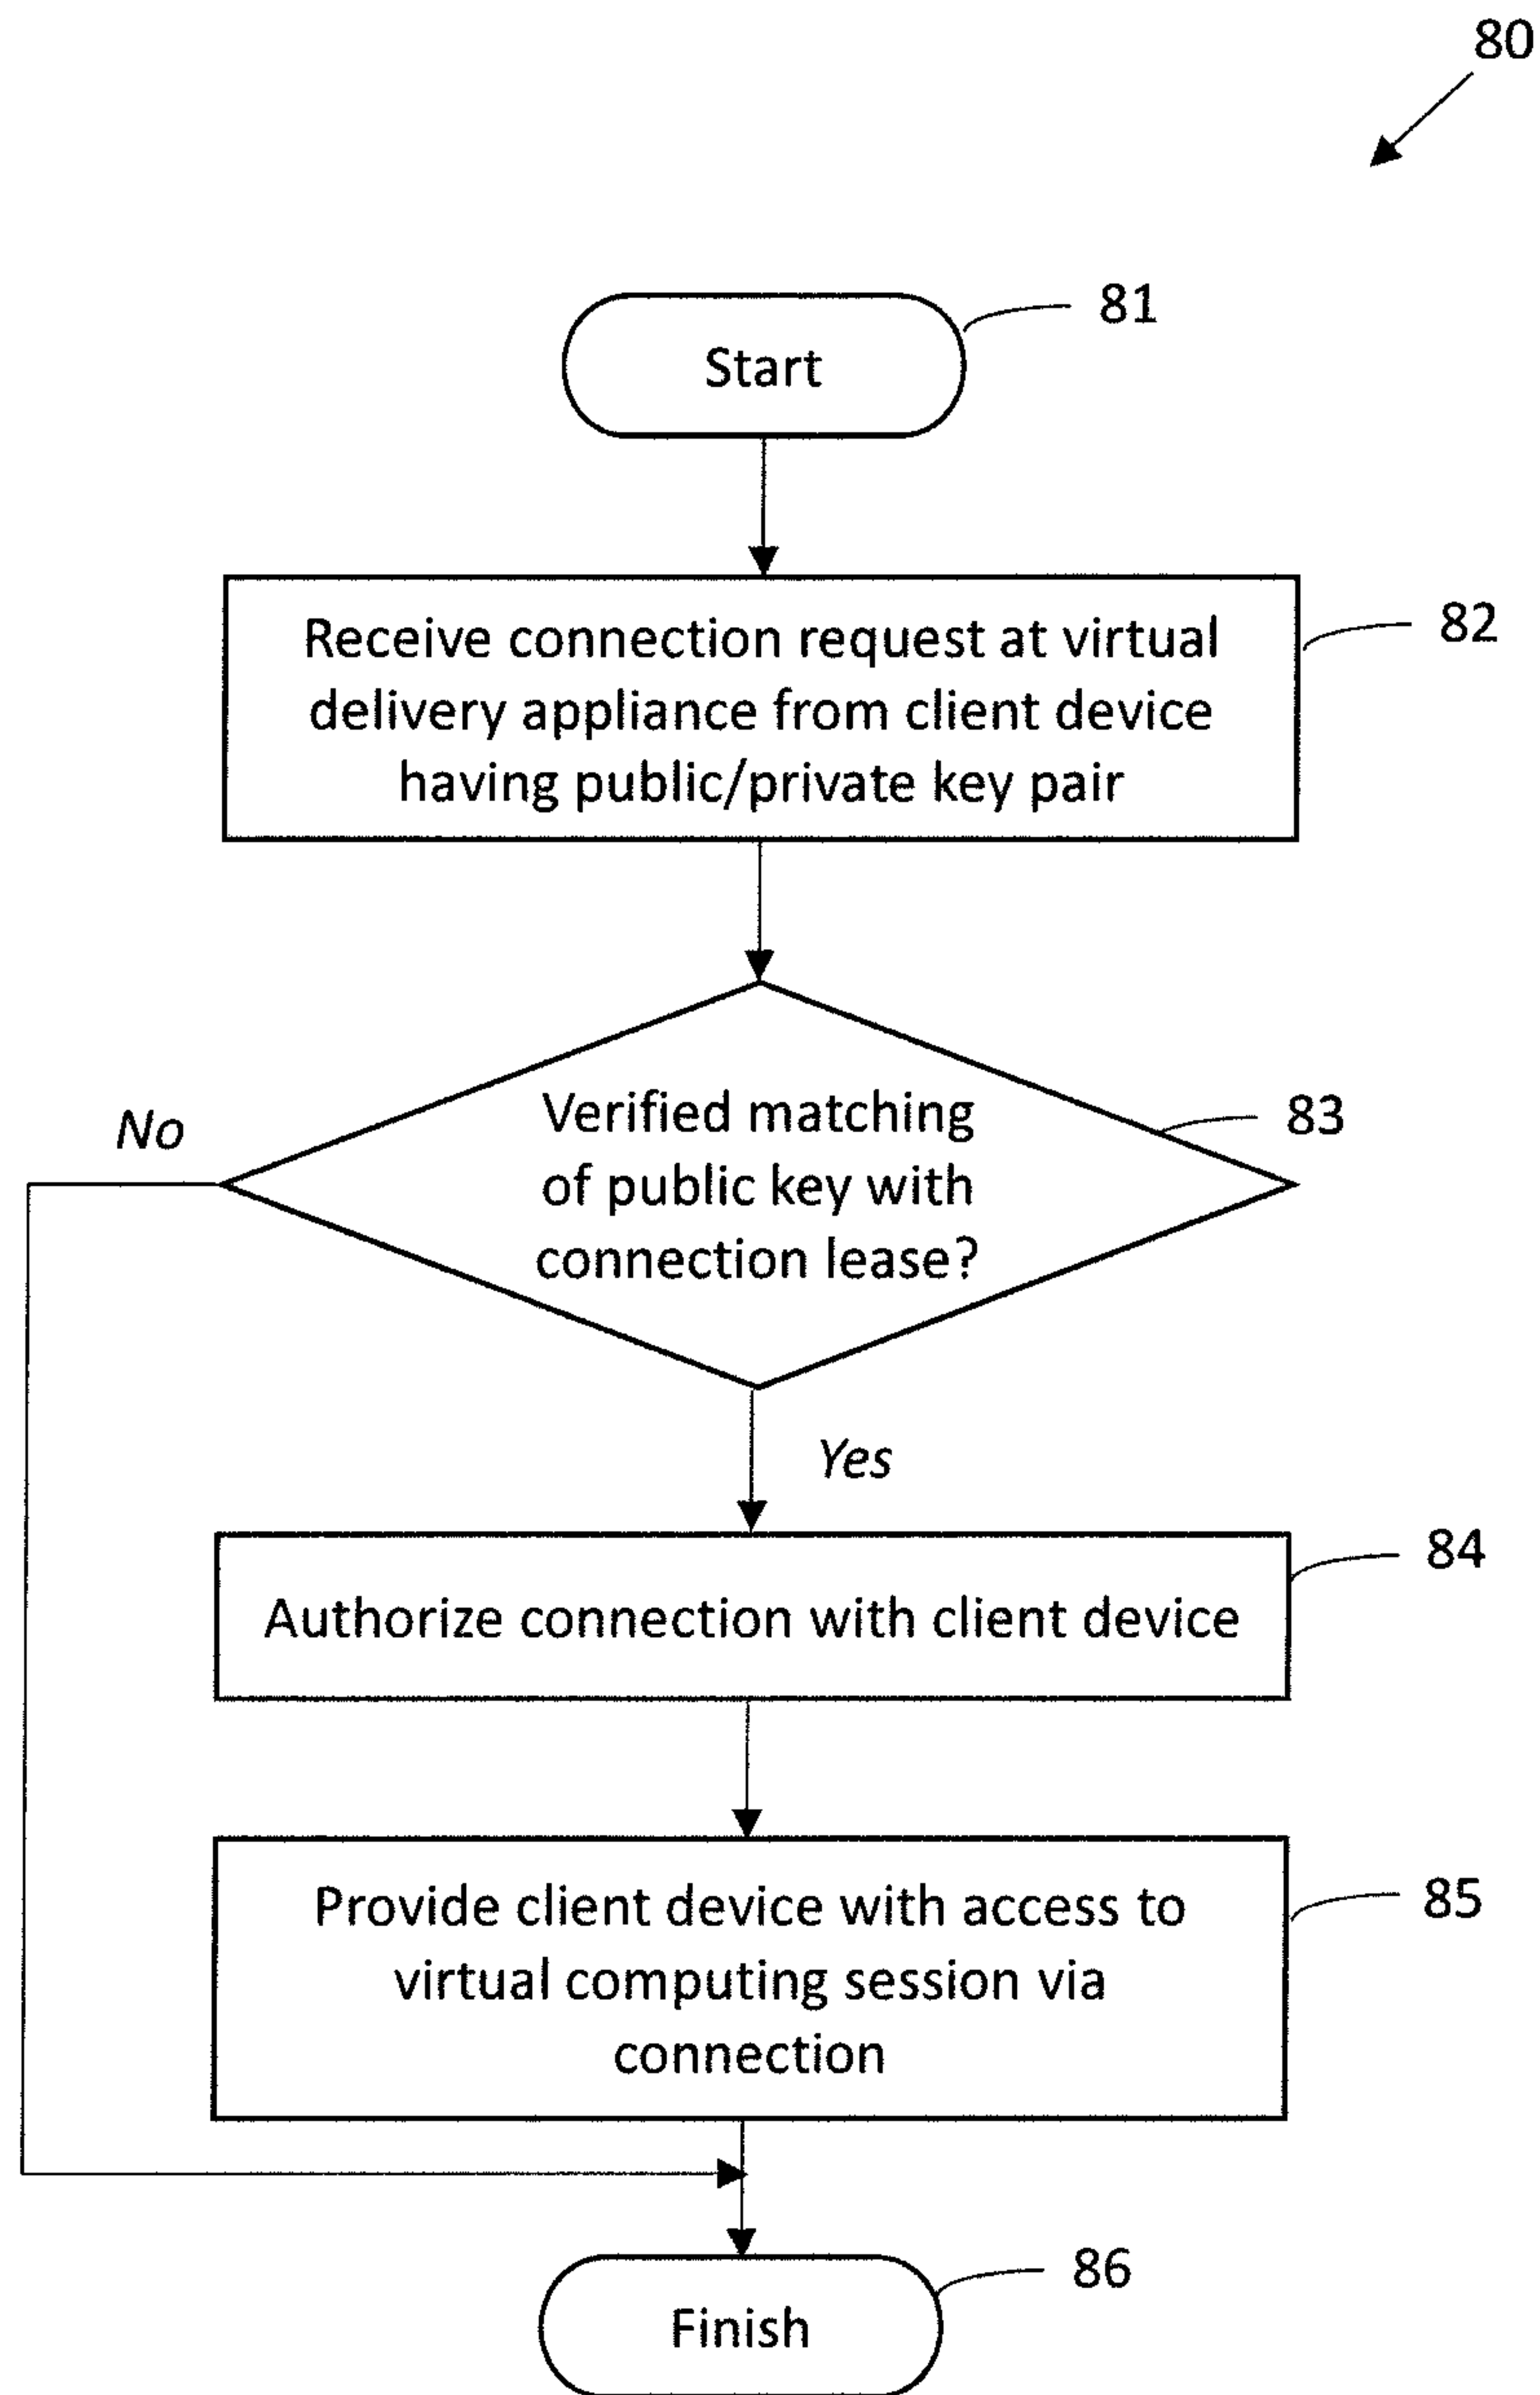 80
81
Start
Receive connection request at virtual
delivery appliance from client device
having public/private key pair
82
No
Verified matching
of public key with
connection lease?
83
Yes
84
Authorize connection with client device
Provide client device with access to
virtual computing session via
connection
85
86
Finish